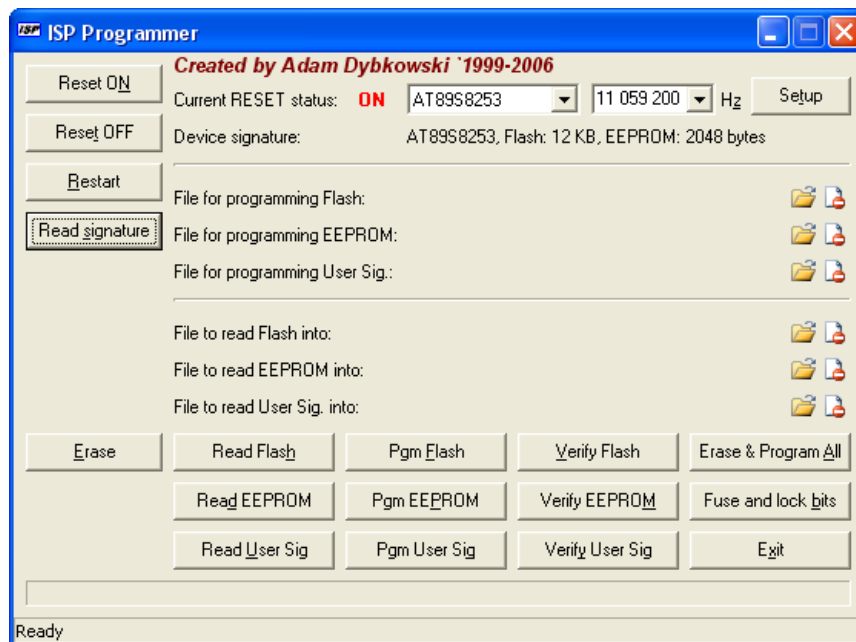 ISP ISP Programmer
Created by Adam Dybkowski `1999-2006
Reset ON
Current RESET status: ON AT89S8253 11 059 200 Hz Setup
Reset OFF
Device signature: AT89S8253, Flash: 12 KB, EEPROM: 2048 bytes
Restart
File for programming Flash:
Read signature
File for programming EEPROM:
File for programming User Sig.:
File to read Flash into:
File to read EEPROM into:
File to read User Sig. into:
Erase Read Flash Pgm Flash Verify Flash Erase & Program All
Read EEPROM Pgm EEPROM Verify EEPROM Fuse and lock bits
Read User Sig Pgm User Sig Verify User Sig Exit
Ready